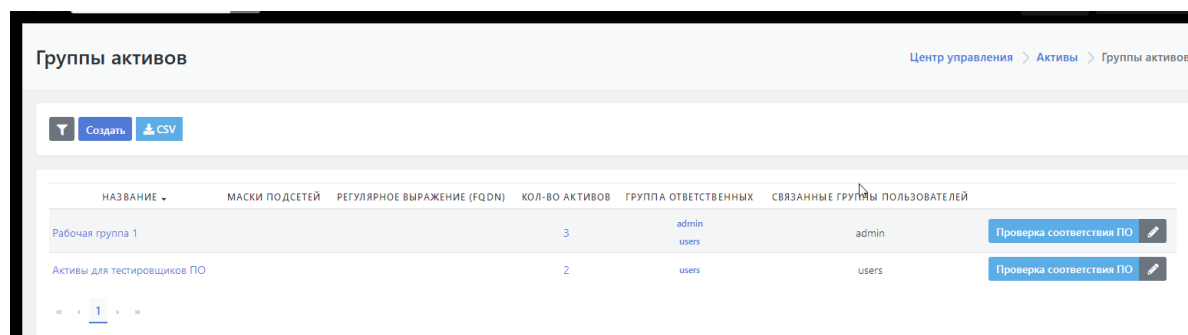 Группы активов
Центр управления > Активы > Группы активов
Создать CSV
НАЗВАНИЕ МАСКИ ПОДСЕТЕЙ РЕГУЛЯРНОЕ ВЫРАЖЕНИЕ (FQDN) КОЛ-ВО АКТИВОВ ГРУППА ОТВЕТСТВЕННЫХ СВЯЗАННЫЕ ГРУППЫ ПОЛЬЗОВАТЕЛЕЙ
Рабочая группа 1 3 admin users admin Проверка соответствия ПО
Активы для тестировщиков ПО 2 users users Проверка соответствия ПО
« ‹ 1 › »